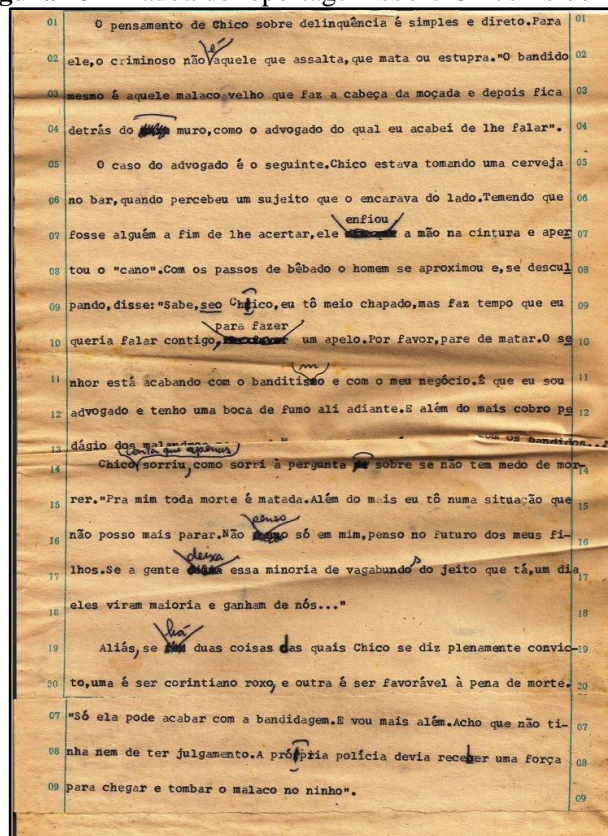 01 O pensamento de Chico sobre delinquência é simples e direto.Para 01
02 ele,o criminoso não é aquele que assalta,que mata ou estupra."O bandido 02
03 mesmo é aquele malaco velho que faz a cabeça da moçada e depois fica 03
04 detrás do muro,como o advogado do qual eu acabei de lhe falar". 04
05 O caso do advogado é o seguinte.Chico estava tomando uma cerveja 05
06 no bar,quando percebeu um sujeito que o encarava do lado.Temendo que 06
07 fosse alguém a fim de lhe acertar,ele enfiou a mão na cintura e aper 07
08 tou o "cano".Com os passos de bêbado o homem se aproximou e,se descul 08
09 pando,disse:"Sabe,seo Chico,eu tô meio chapado,mas faz tempo que eu 09
10 queria falar contigo,para fazer um apelo.Por favor,pare de matar.O se 10
11 nhor está acabando com o banditismo e com o meu negócio.É que eu sou 11
12 advogado e tenho uma boca de fumo ali adiante.E além do mais cobro pe 12
13 dágio dos malandros com os bandidos... 13
14 Chico conta que apenas sorriu,como sorri à pergunta sobre se não tem medo de mor- 14
15 rer."Pra mim toda morte é matada.Além do mais eu tô numa situação que 15
16 não posso mais parar.Não penso só em mim,penso no futuro dos meus fi- 16
17 lhos.Se a gente deixa essa minoria de vagabundos do jeito que tá,um dia 17
18 eles viram maioria e ganham de nós..." 18
19 Aliás,se há duas coisas das quais Chico se diz plenamente convic- 19
20 to,uma é ser corintiano roxo,e outra é ser favorável à pena de morte. 20
07 "Só ela pode acabar com a bandidagem.E vou mais além.Acho que não ti- 07
08 nha nem de ter julgamento.A própria polícia devia receber uma força 08
09 para chegar e tombar o malaco no ninho". 09